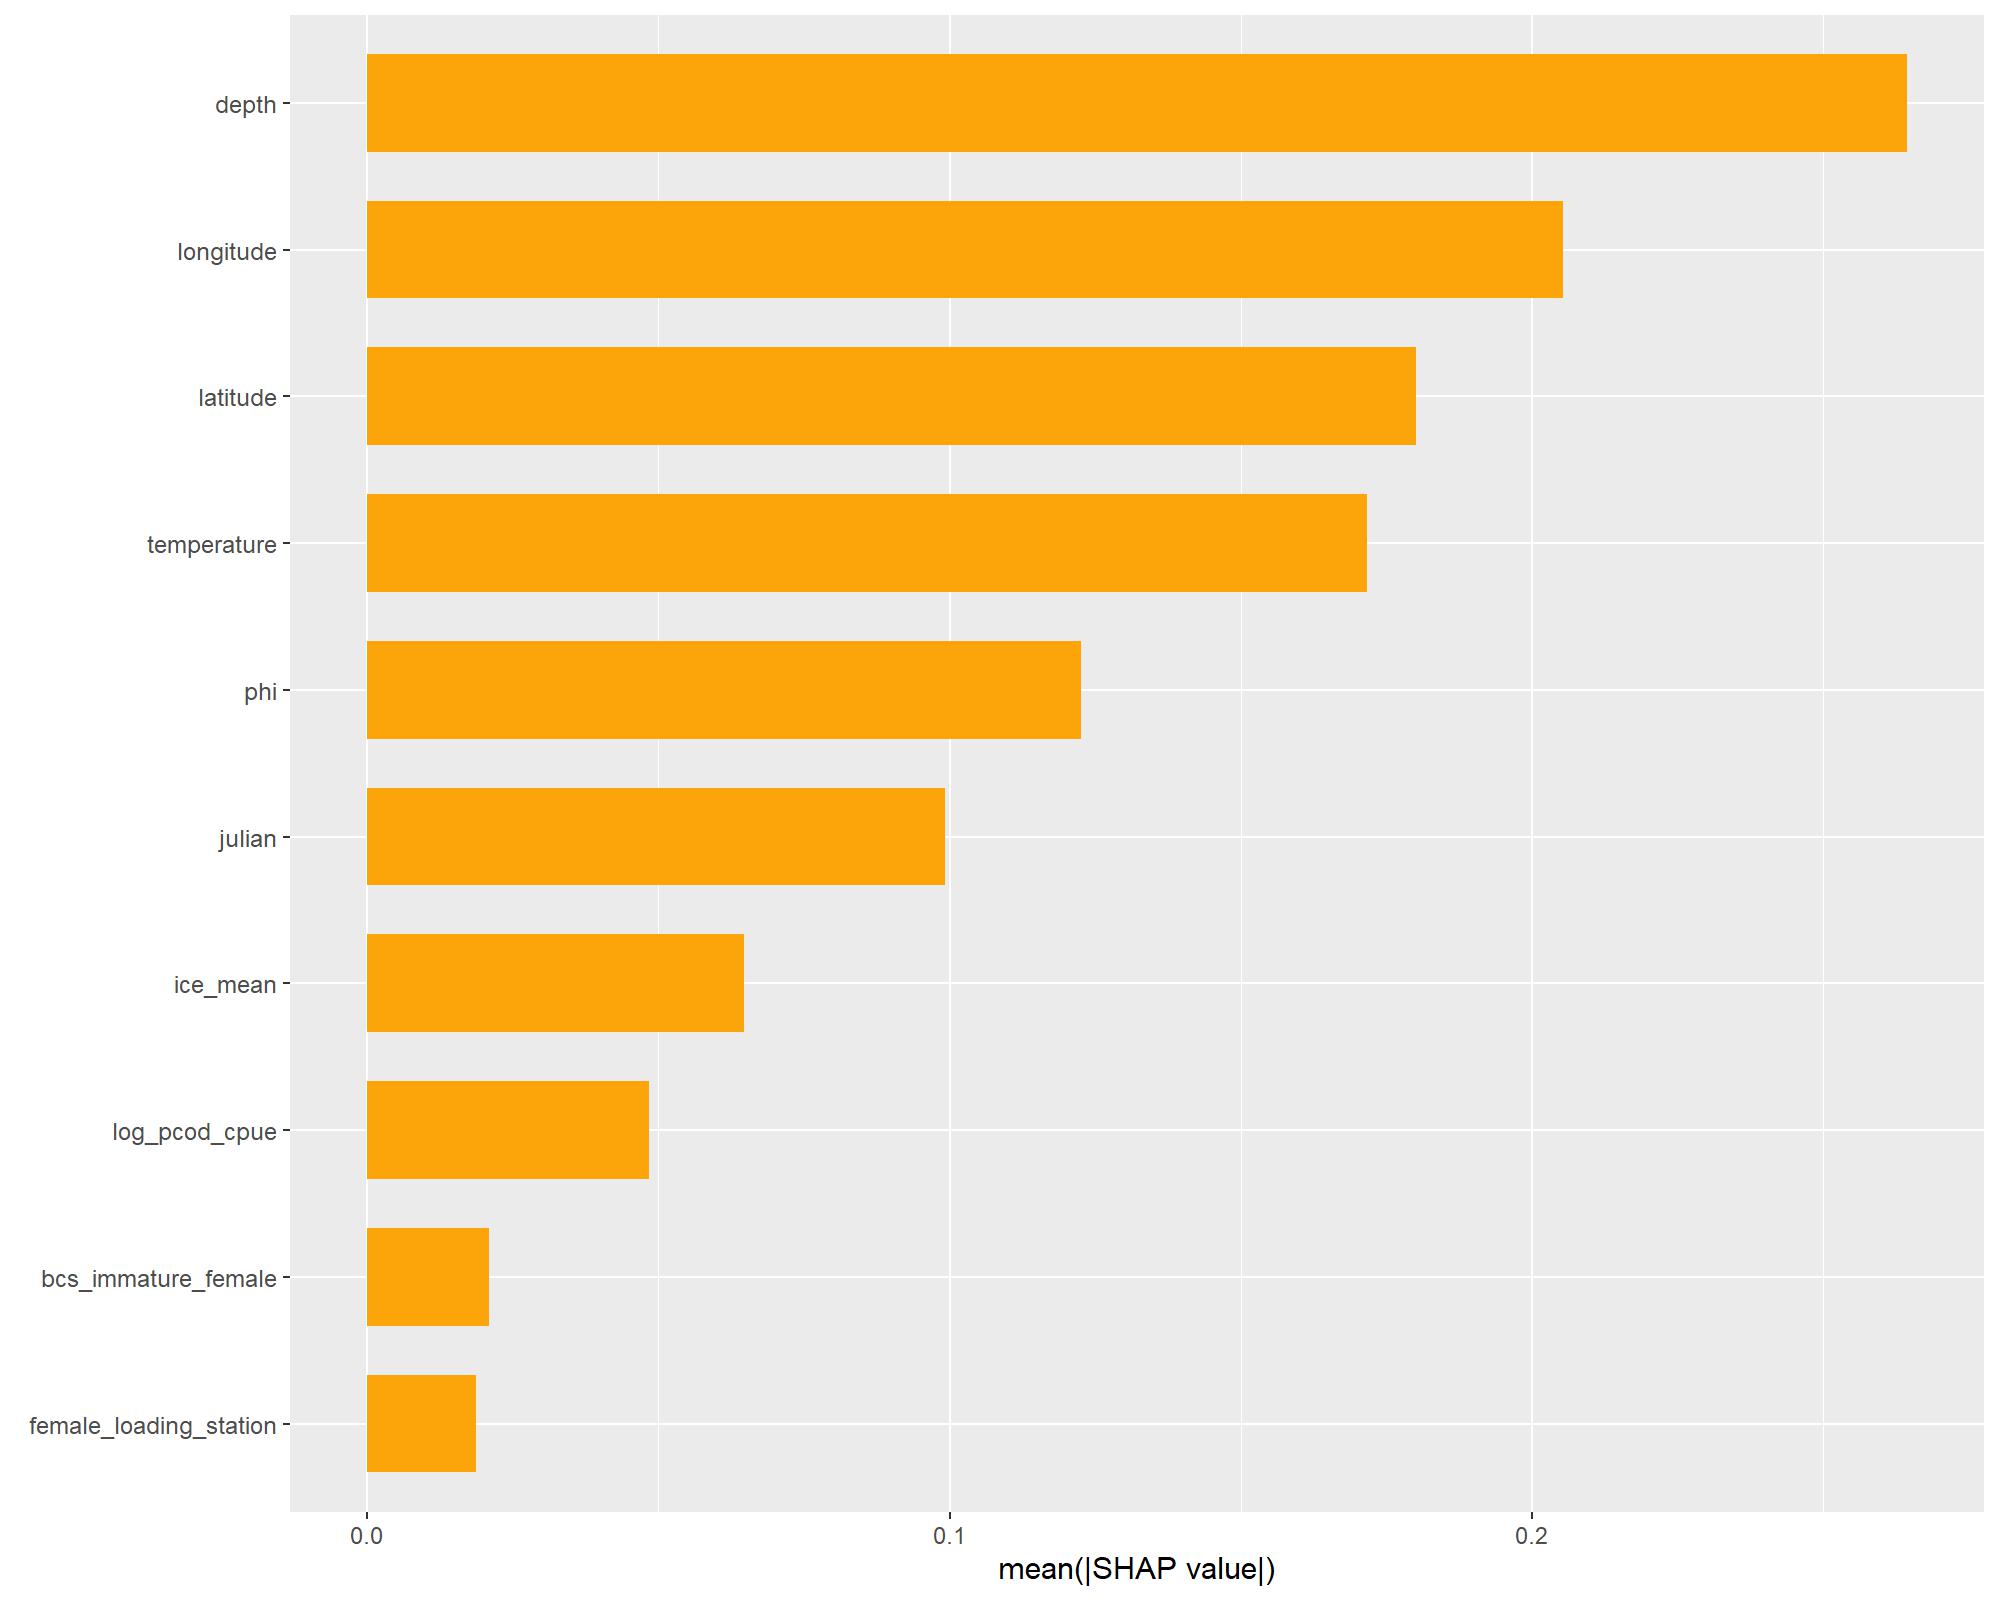 depth
longitude
latitude
temperature
phi
julian
ice_mean
log_pcod_cpue
bcs_immature_female
female_loading_station
0.0 0.1 0.2
mean(|SHAP value|)